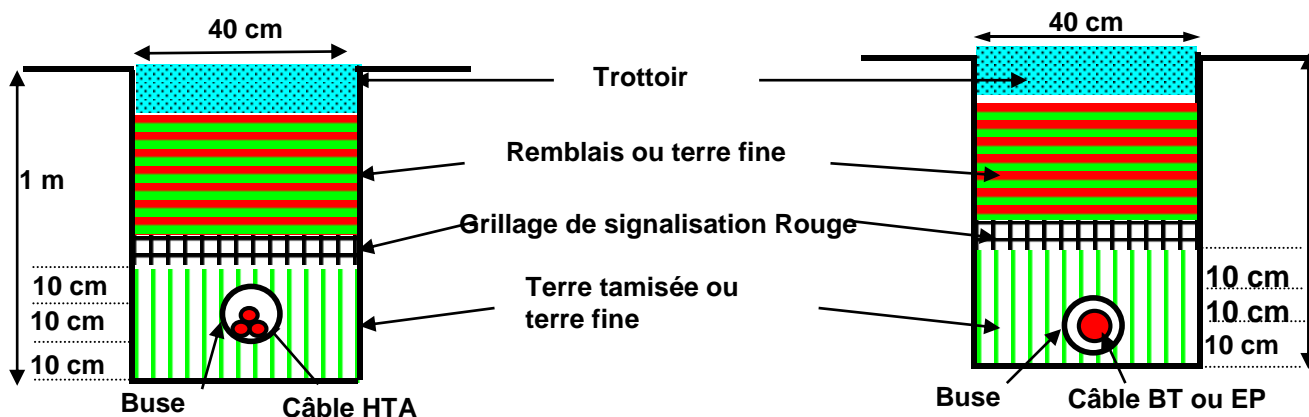 40 cm
40 cm
Trottoir
Remblais ou terre fine
1 m
Grillage de signalisation Rouge
10 cm
10 cm
10 cm
Terre tamisée ou
terre fine
10 cm
10 cm
10 cm
Buse
Câble HTA
Buse
Câble BT ou EP